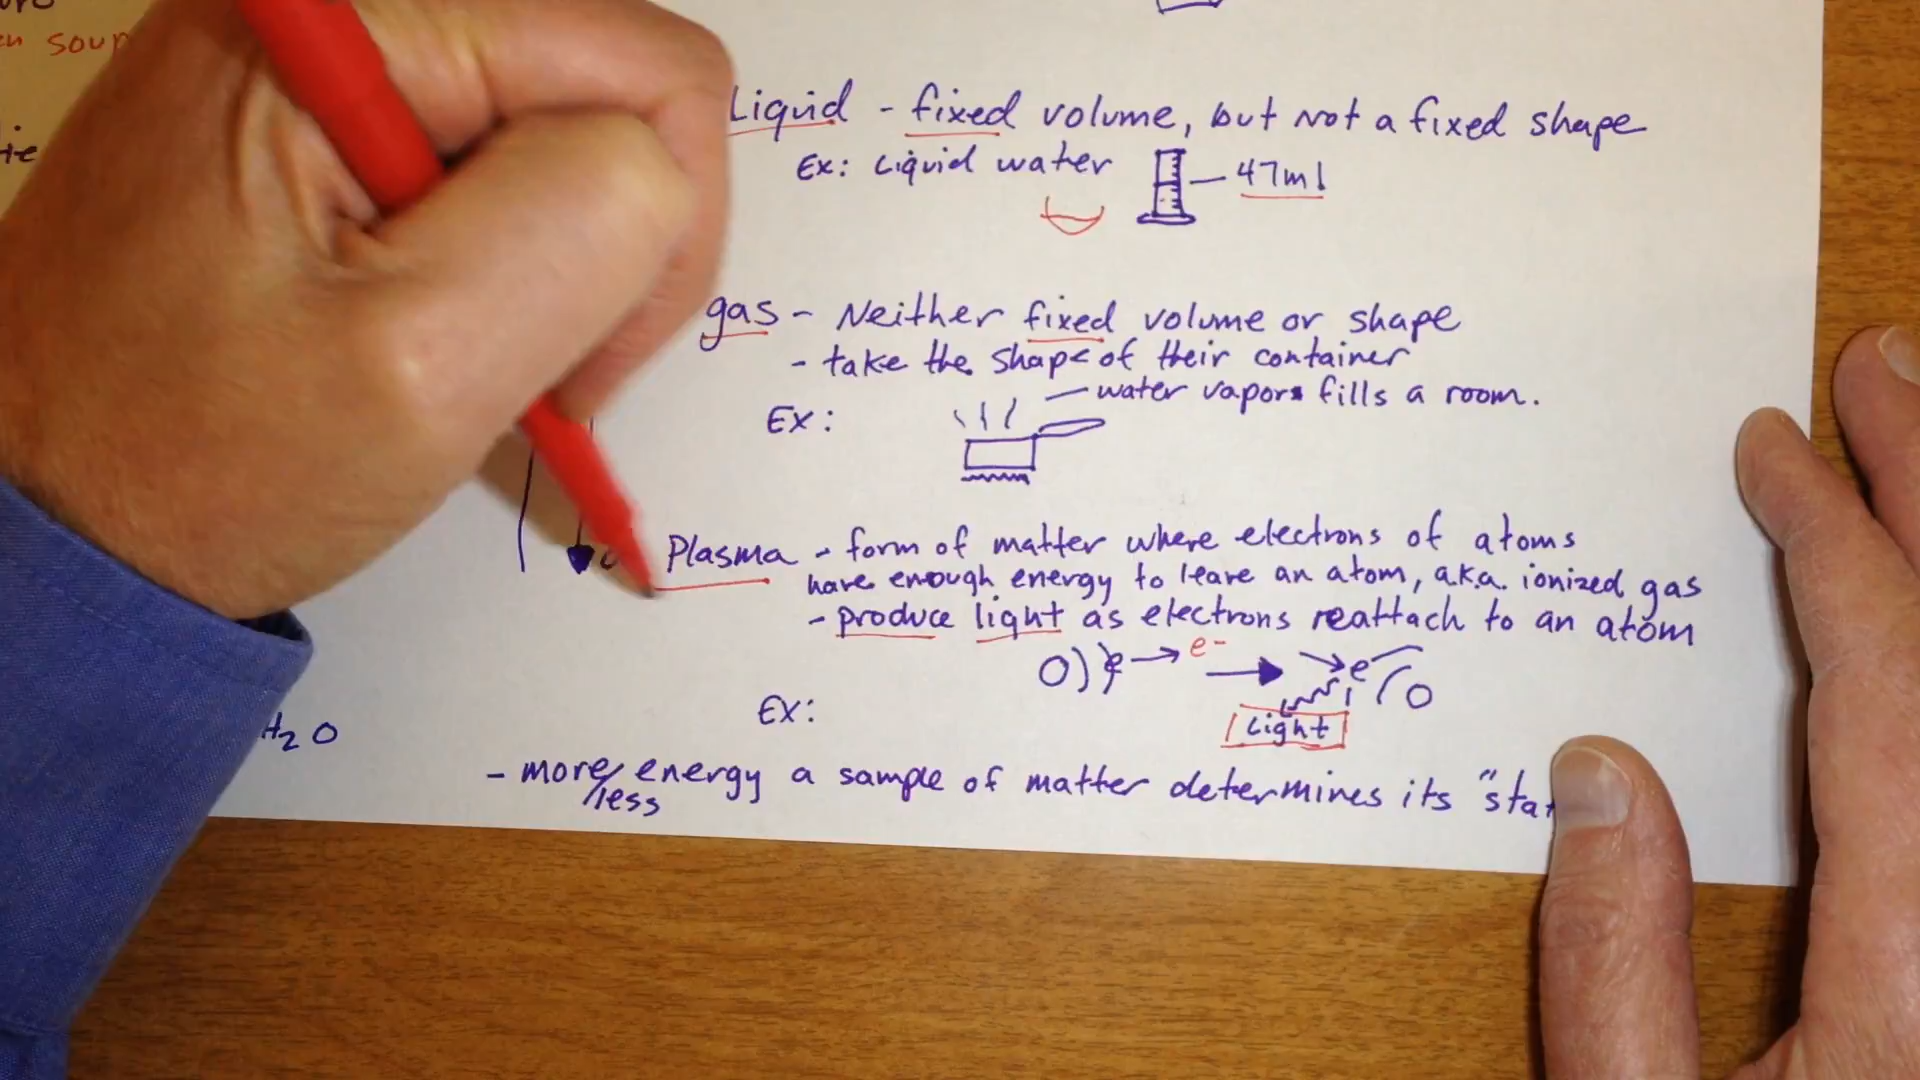 soup
Liquid - fixed volume, but not a fixed shape
Ex: Liquid water
47ml
gas - Neither fixed volume or shape
- take the shape of their container
water vapors fills a room.
Ex:
Plasma - form of matter where electrons of atoms
have enough energy to leave an atom, a.k.a. ionized gas
- produce light as electrons reattach to an atom
O) e → e- → e O
Light
Ex:
H2O
- more/less energy a sample of matter determines its "stat